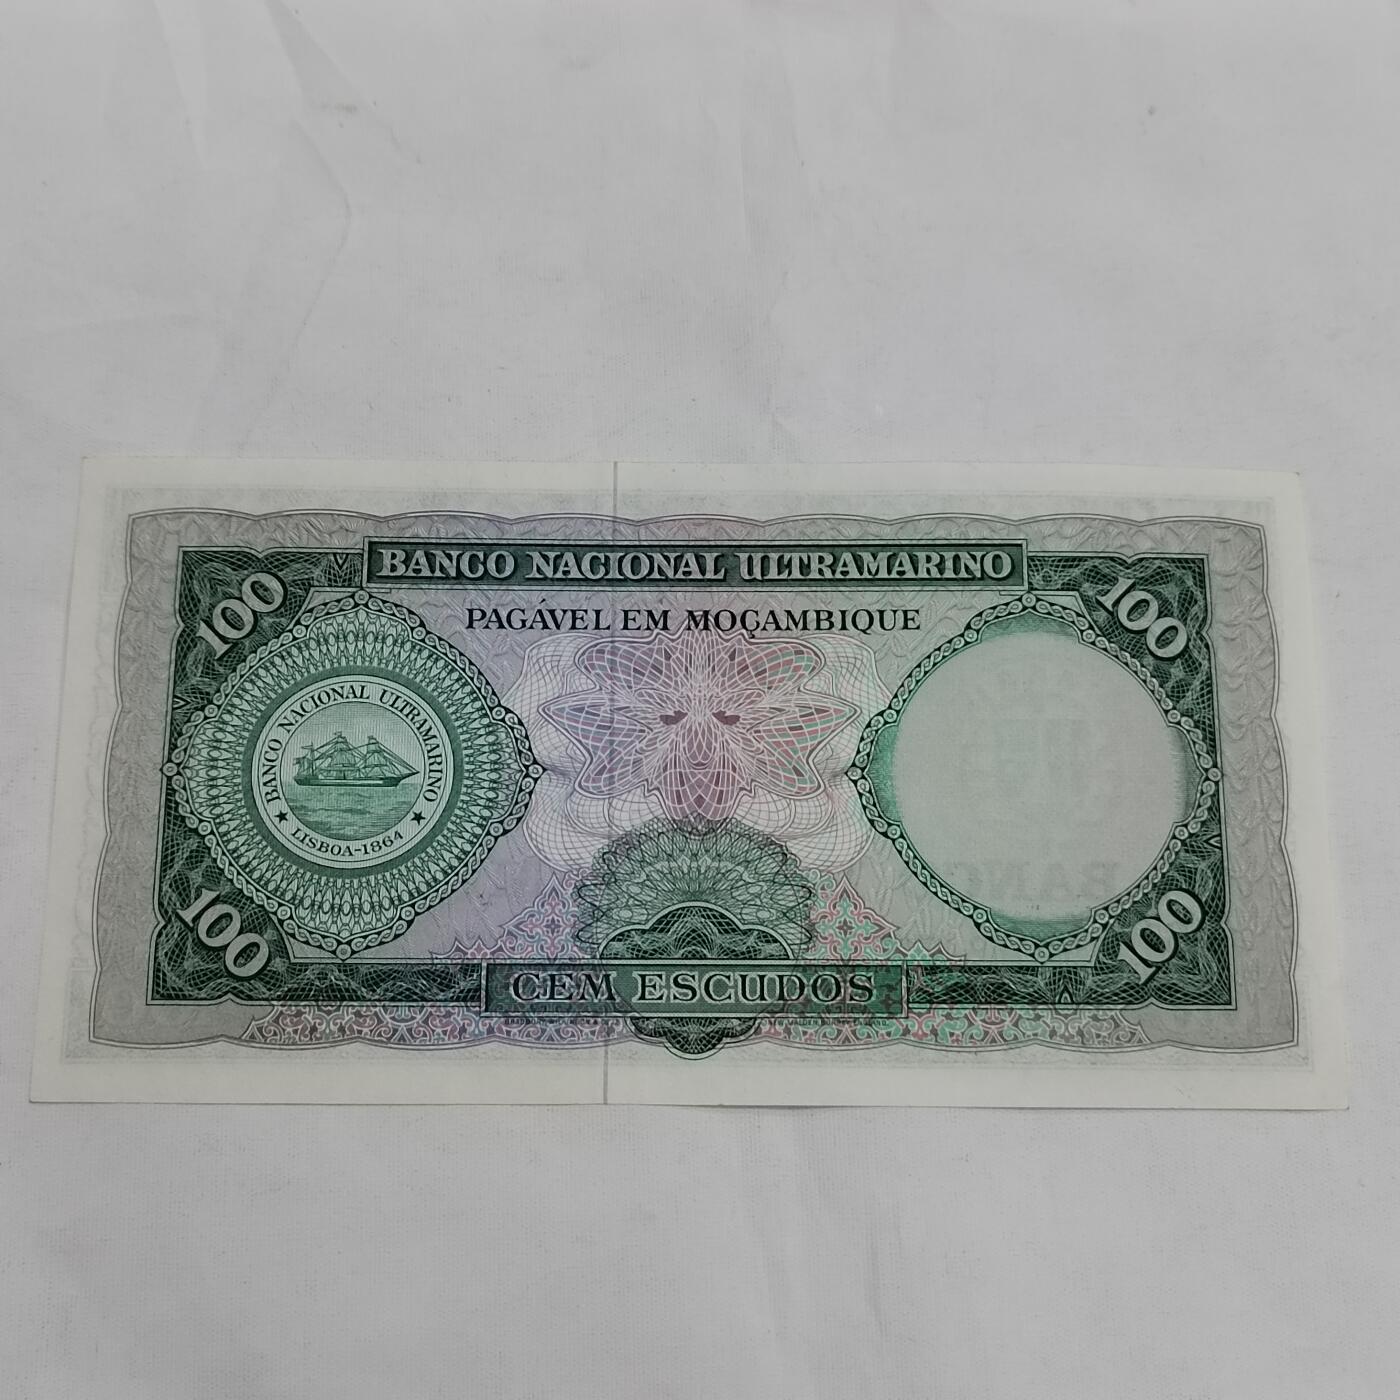 BANCO NACIONAL ULTRAMARINO
PAGÁVEL EM MOÇAMBIQUE
100
100
BANCO NACIONAL ULTRAMARINO
★ LISBOA-1864 ★
100
100
CEM ESCUDOS